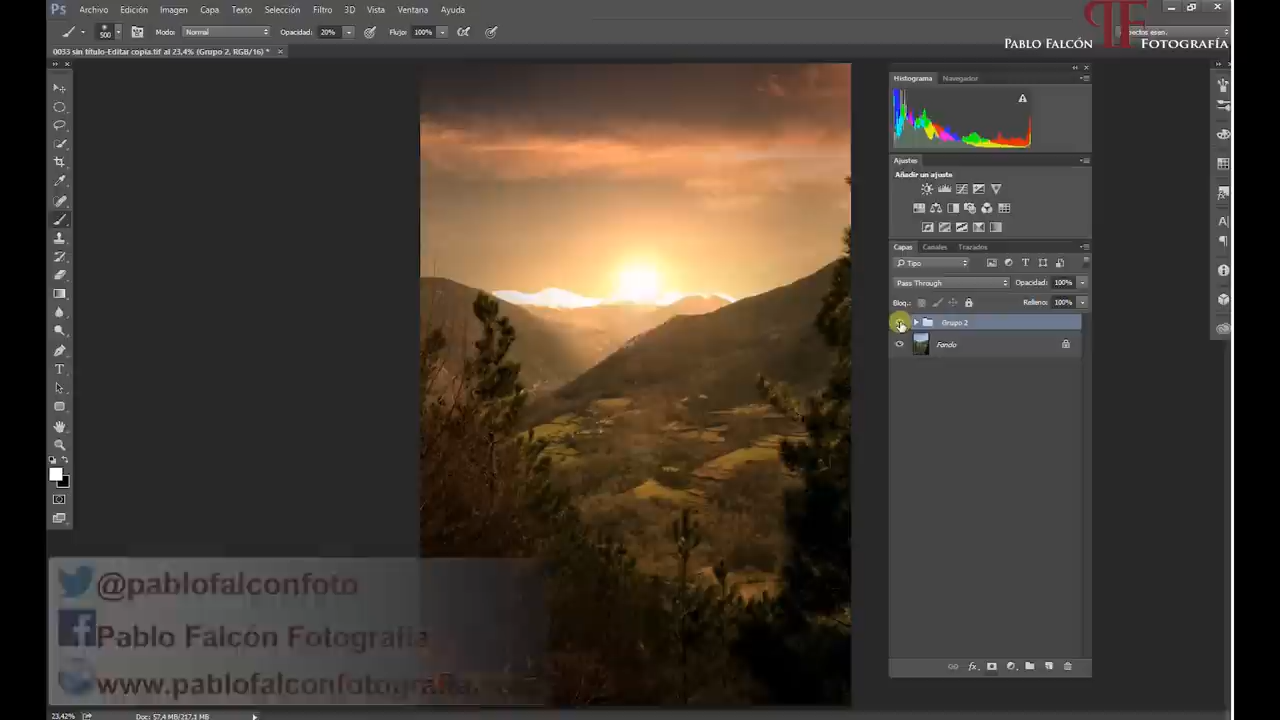 Ps Archivo Edición Imagen Capa Texto Selección Filtro 3D Vista Ventana Ayuda
500 Modo: Normal Opacidad: 20% Flujo: 100%
PABLO FALCÓN FOTOGRAFÍA
0033 sin título-Editar copia.tif al 23,4% (Grupo 2, RGB/16) *
Histograma Navegador
Ajustes
Añadir un ajuste
Capas Canales Trazados
Tipo
Pass Through Opacidad: 100%
Bloq.: Relleno: 100%
Grupo 2
Fondo
@pablofalconfoto
Pablo Falcón Fotografía
www.pablofalconfotografia.
23,42% Doc: 57,4 MB/217,1 MB